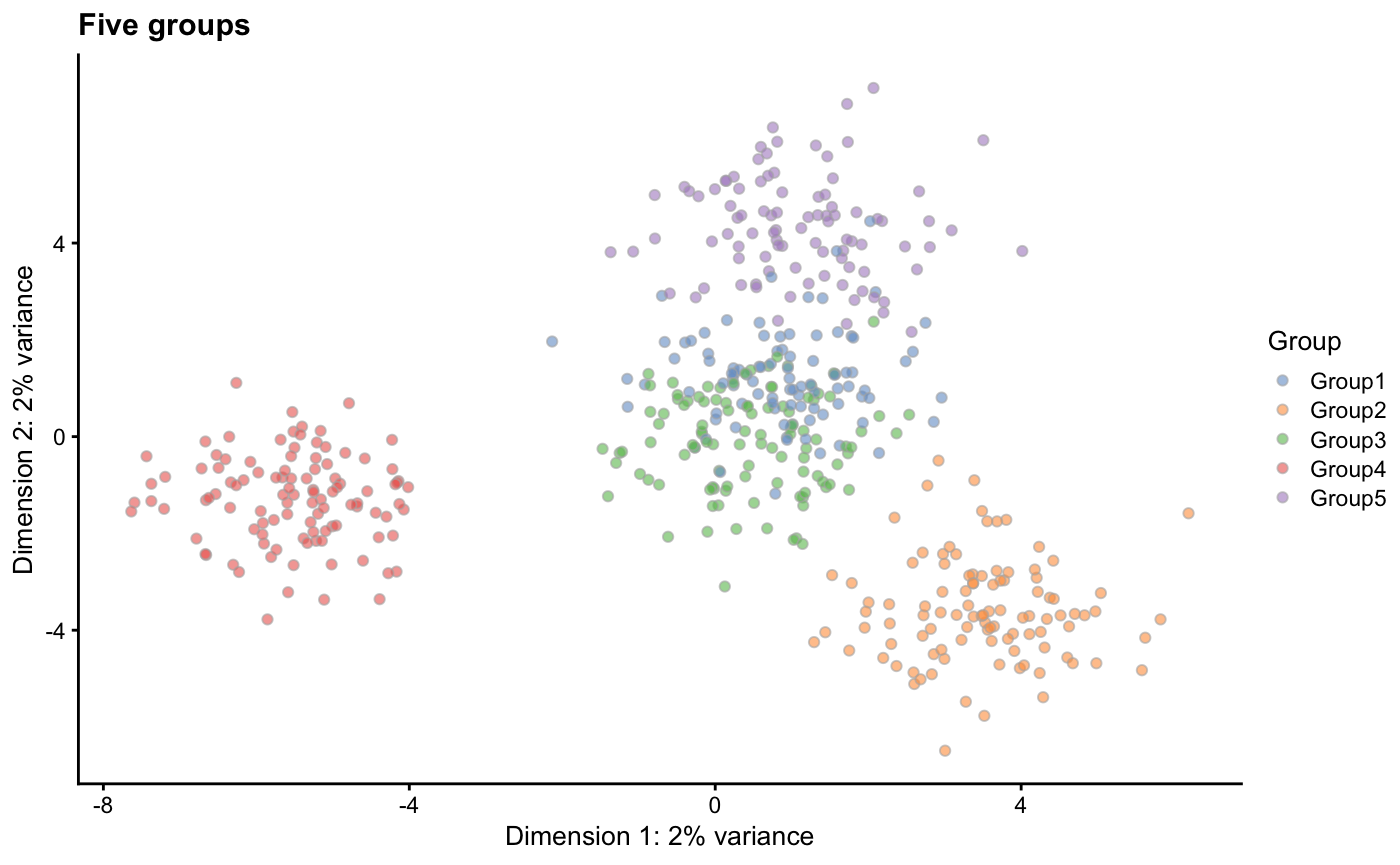 Five groups
Dimension 2: 2% variance
4
0
-4
-8
-4
0
4
Dimension 1: 2% variance
Group
Group1
Group2
Group3
Group4
Group5